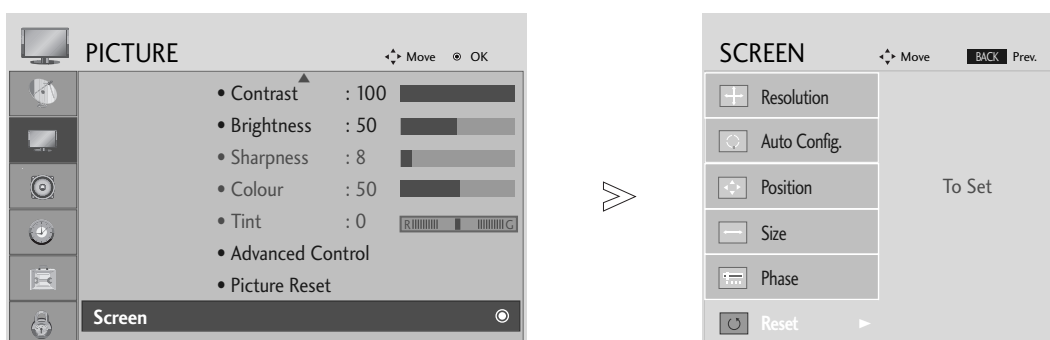 PICTURE
Move OK
• Contrast : 100
• Brightness : 50
• Sharpness : 8
• Colour : 50
• Tint : 0 R G
• Advanced Control
• Picture Reset
Screen
SCREEN
Move BACK Prev.
Resolution
Auto Config.
Position
Size
Phase
Reset
To Set